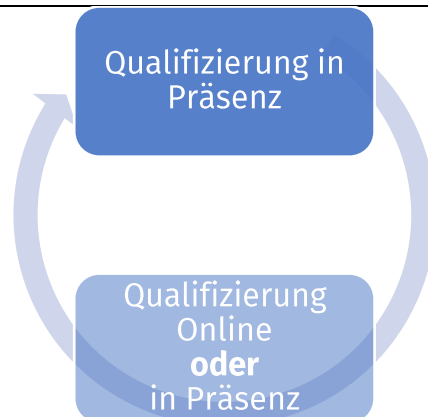 Qualifizierung in
Präsenz
Qualifizierung
Online
oder
in Präsenz